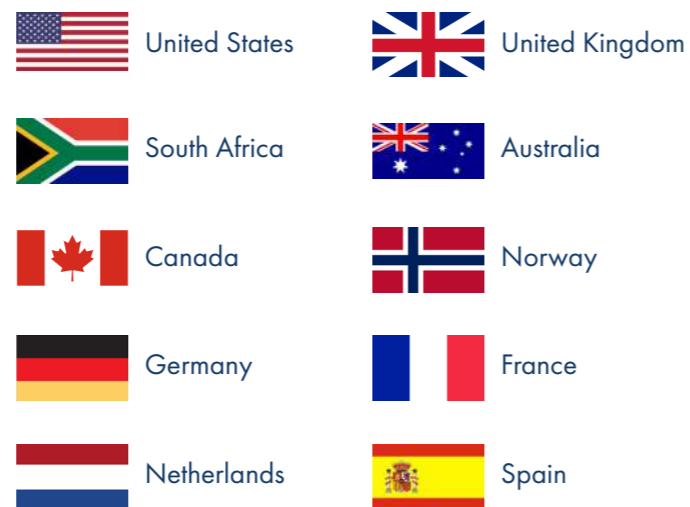 United States
United Kingdom
South Africa
Australia
Canada
Norway
Germany
France
Netherlands
Spain